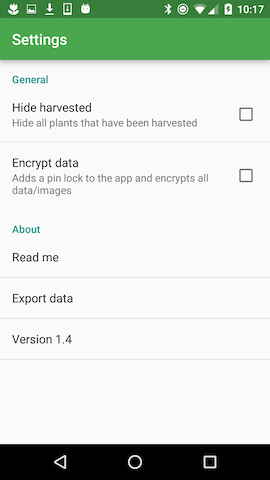 10:17
Settings
General
Hide harvested
Hide all plants that have been harvested
Encrypt data
Adds a pin lock to the app and encrypts all
data/images
About
Read me
Export data
Version 1.4